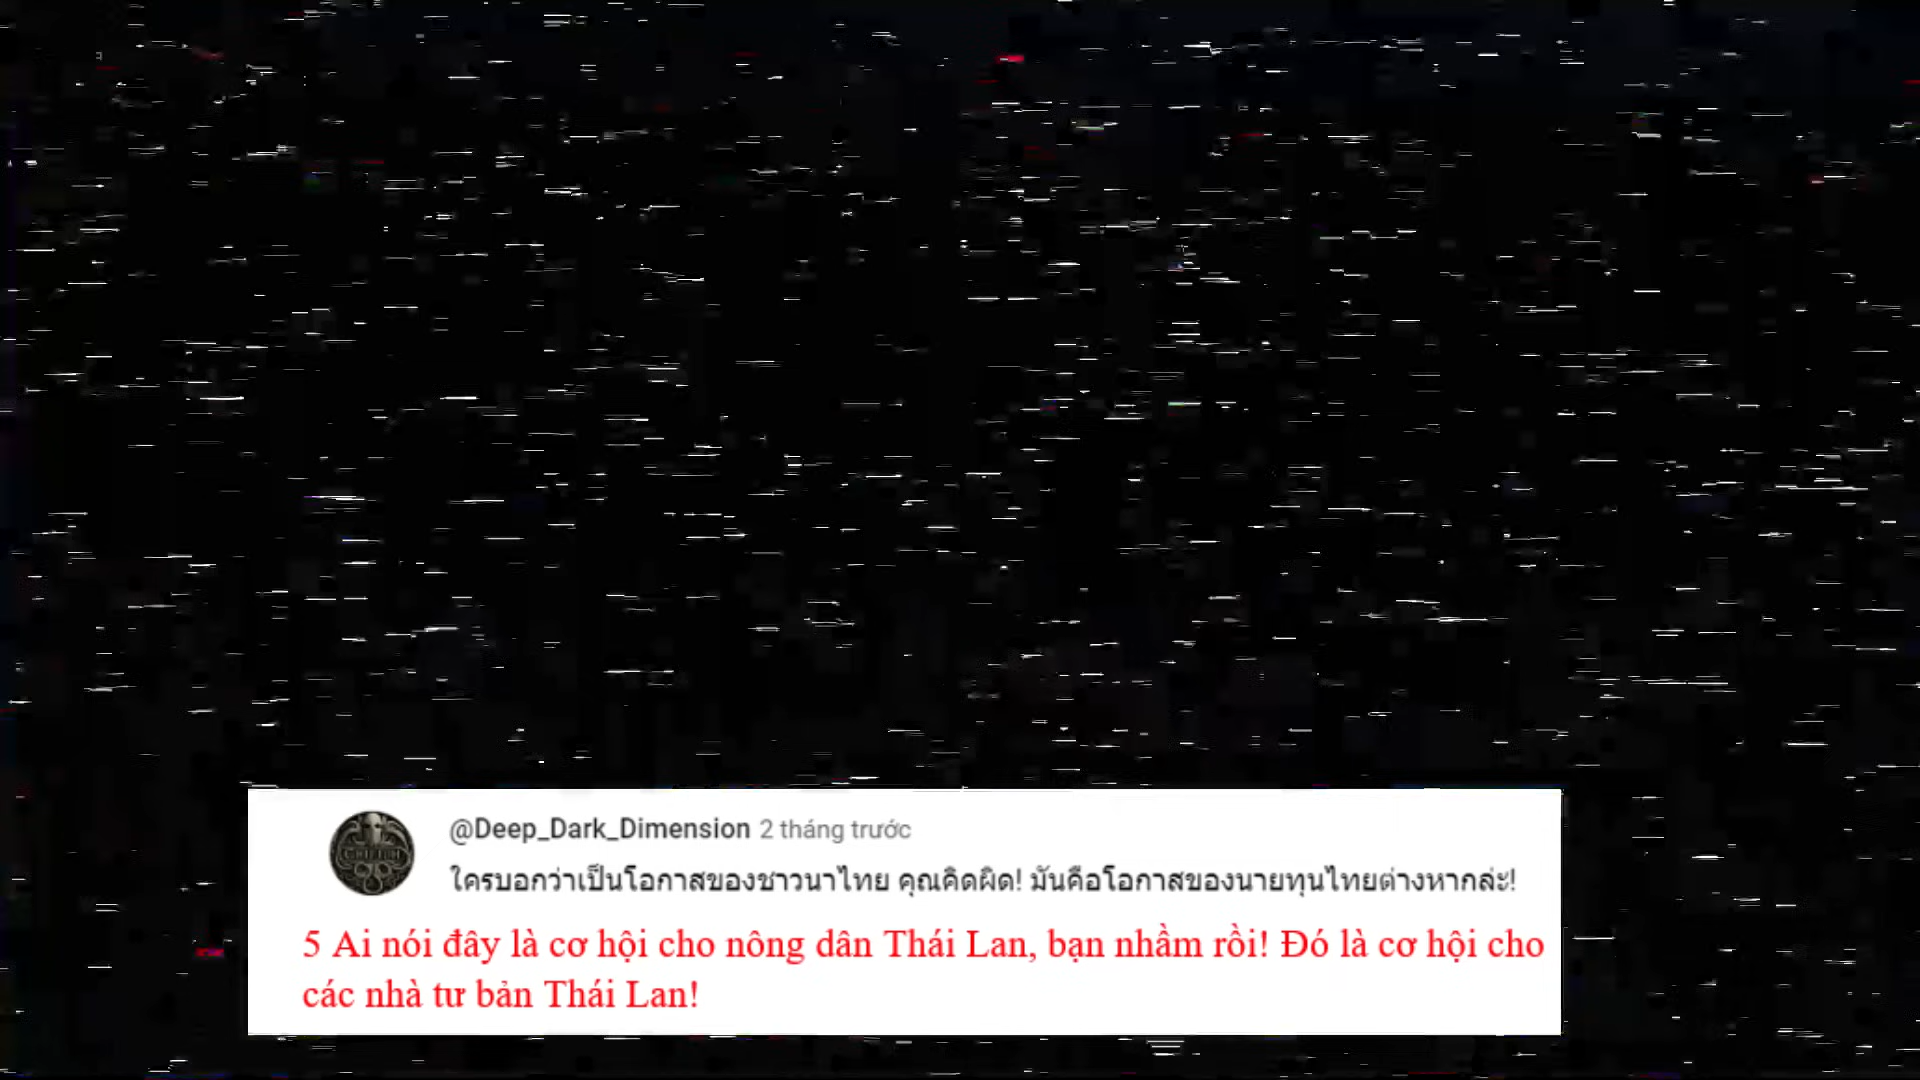 @Deep_Dark_Dimension 2 tháng trước
ใครบอกว่าเป็นโอกาสของชาวนาไทย คุณคิดผิด! มันคือโอกาสของนายทุนไทยต่างหากล่ะ!
5 Ai nói đây là cơ hội cho nông dân Thái Lan, bạn nhầm rồi! Đó là cơ hội cho
các nhà tư bản Thái Lan!